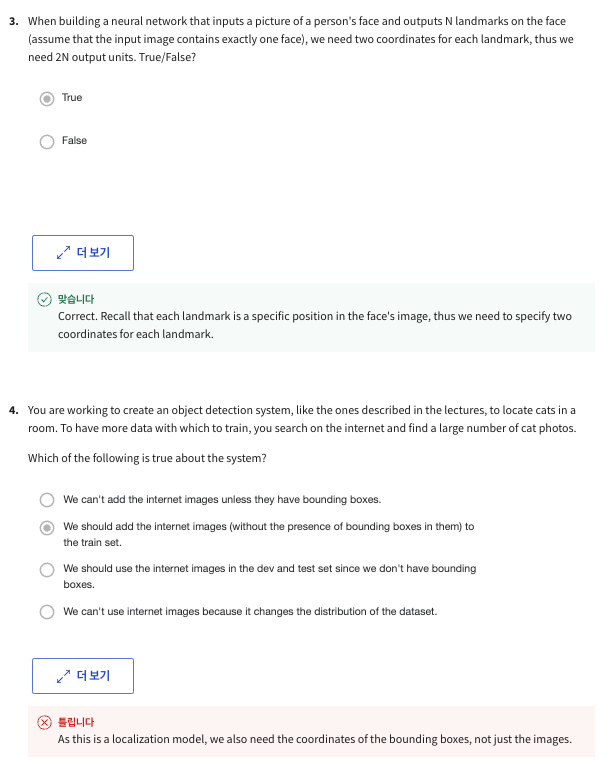 3. When building a neural network that inputs a picture of a person's face and outputs N landmarks on the face
(assume that the input image contains exactly one face), we need two coordinates for each landmark, thus we
need 2N output units. True/False?
True
False
더 보기
맞습니다
Correct. Recall that each landmark is a specific position in the face's image, thus we need to specify two
coordinates for each landmark.
4. You are working to create an object detection system, like the ones described in the lectures, to locate cats in a
room. To have more data with which to train, you search on the internet and find a large number of cat photos.
Which of the following is true about the system?
We can't add the internet images unless they have bounding boxes.
We should add the internet images (without the presence of bounding boxes in them) to
the train set.
We should use the internet images in the dev and test set since we don't have bounding
boxes.
We can't use internet images because it changes the distribution of the dataset.
더 보기
틀립니다
As this is a localization model, we also need the coordinates of the bounding boxes, not just the images.